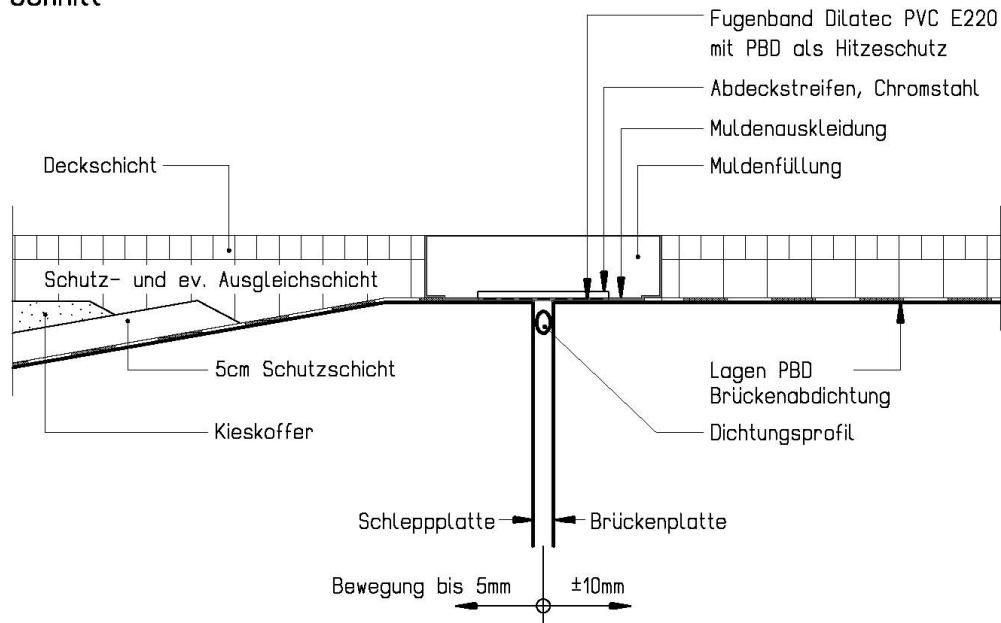 Schnitt
Fugenband Dilatec PVC E220
mit PBD als Hitzeschutz
Abdeckstreifen, Chromstahl
Muldenauskleidung
Deckschicht
Muldenfüllung
Schutz- und ev. Ausgleichschicht
5cm Schutzschicht
Lagen PBD
Brückenabdichtung
Kieskoffer
Dichtungsprofil
Schleppplatte
Brückenplatte
Bewegung bis 5mm
±10mm